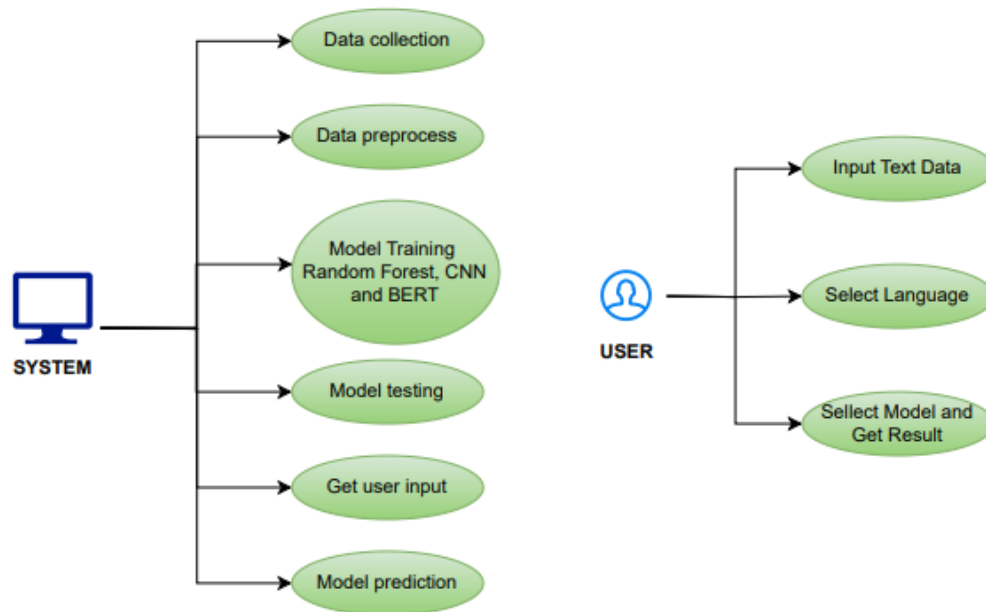 Data collection
Data preprocess
Model Training
Random Forest, CNN
and BERT
SYSTEM
Model testing
Get user input
Model prediction
Input Text Data
Select Language
USER
Sellect Model and
Get Result